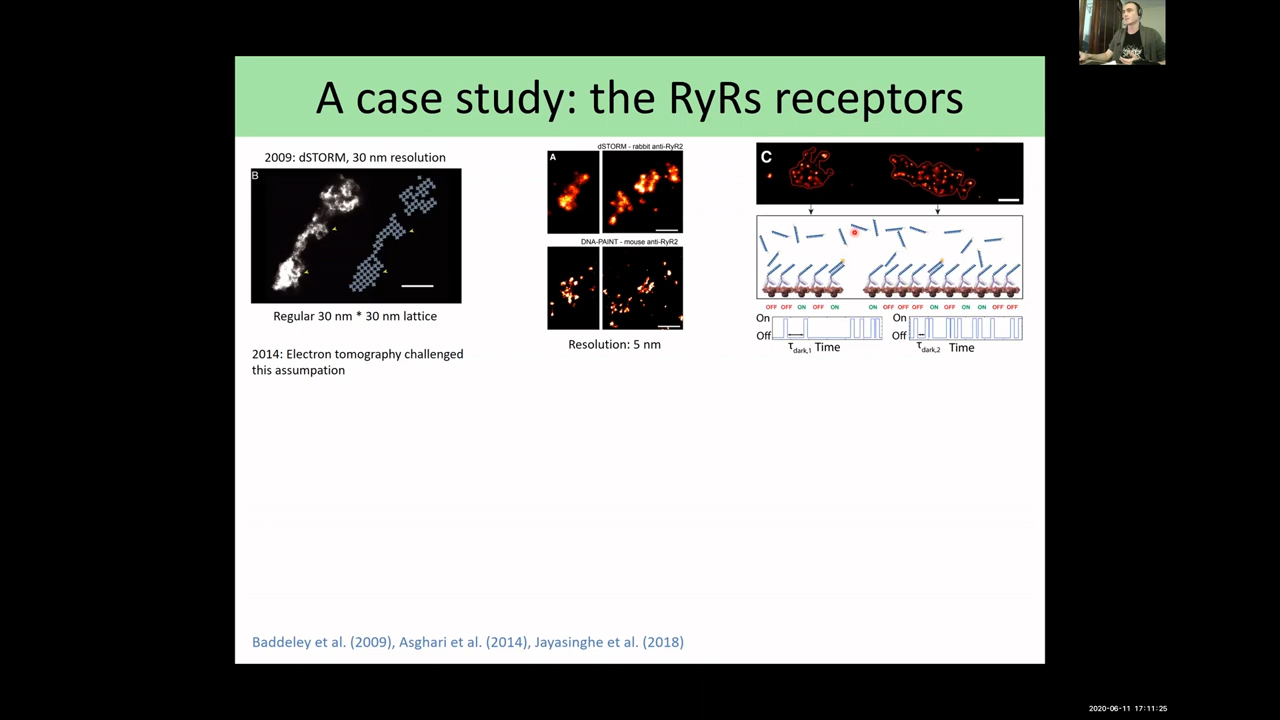 A case study: the RyRs receptors
2009: dSTORM, 30 nm resolution
B
Regular 30 nm * 30 nm lattice
2014: Electron tomography challenged
this assumpation
dSTORM - rabbit anti-RyR2
A
DNA-PAINT - mouse anti-RyR2
Resolution: 5 nm
C
OFF OFF ON OFF ON
ON OFF OFF OFF ON OFF ON ON OFF OFF
On
Off
τdark,1 Time
On
Off
τdark,2 Time
Baddeley et al. (2009), Asghari et al. (2014), Jayasinghe et al. (2018)
2020-06-11 17:11:25